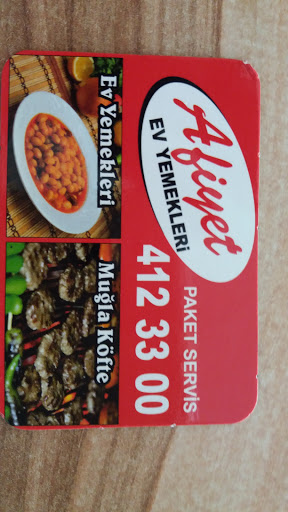 Afiyet
EV YEMEKLERİ
PAKET SERVİS
412 33 00
Ev Yemekleri
Muğla Köfte